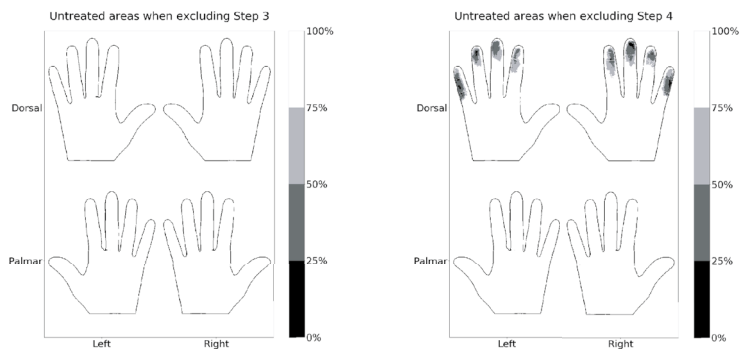 Untreated areas when excluding Step 3
100%
75%
Dorsal
50%
25%
Palmar
0%
Left
Right
Untreated areas when excluding Step 4
100%
75%
Dorsal
50%
25%
Palmar
0%
Left
Right